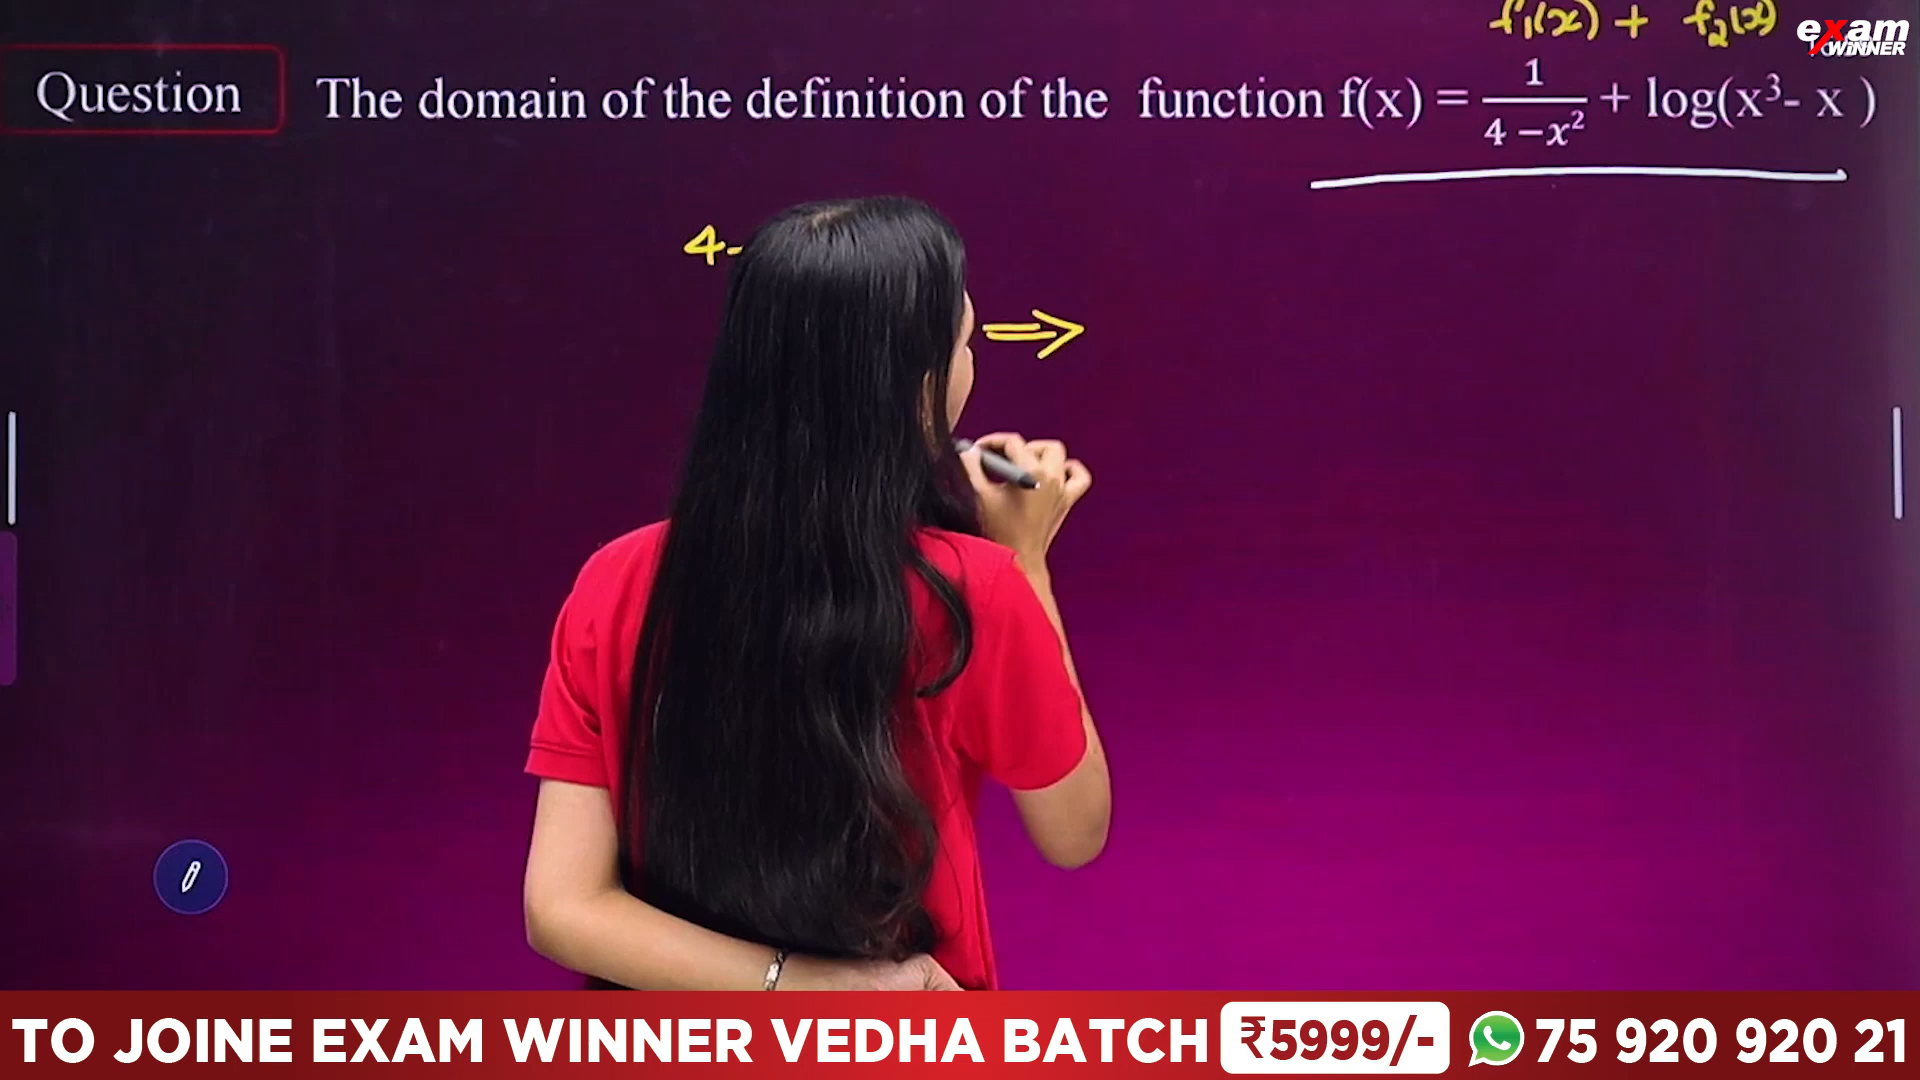 f₁(x) + f₂(x)
exam
WINNER
Question
The domain of the definition of the function f(x) = 1/(4 −x²) + log(x³- x )
4-
⇒
TO JOINE EXAM WINNER VEDHA BATCH ₹5999/- 75 920 920 21